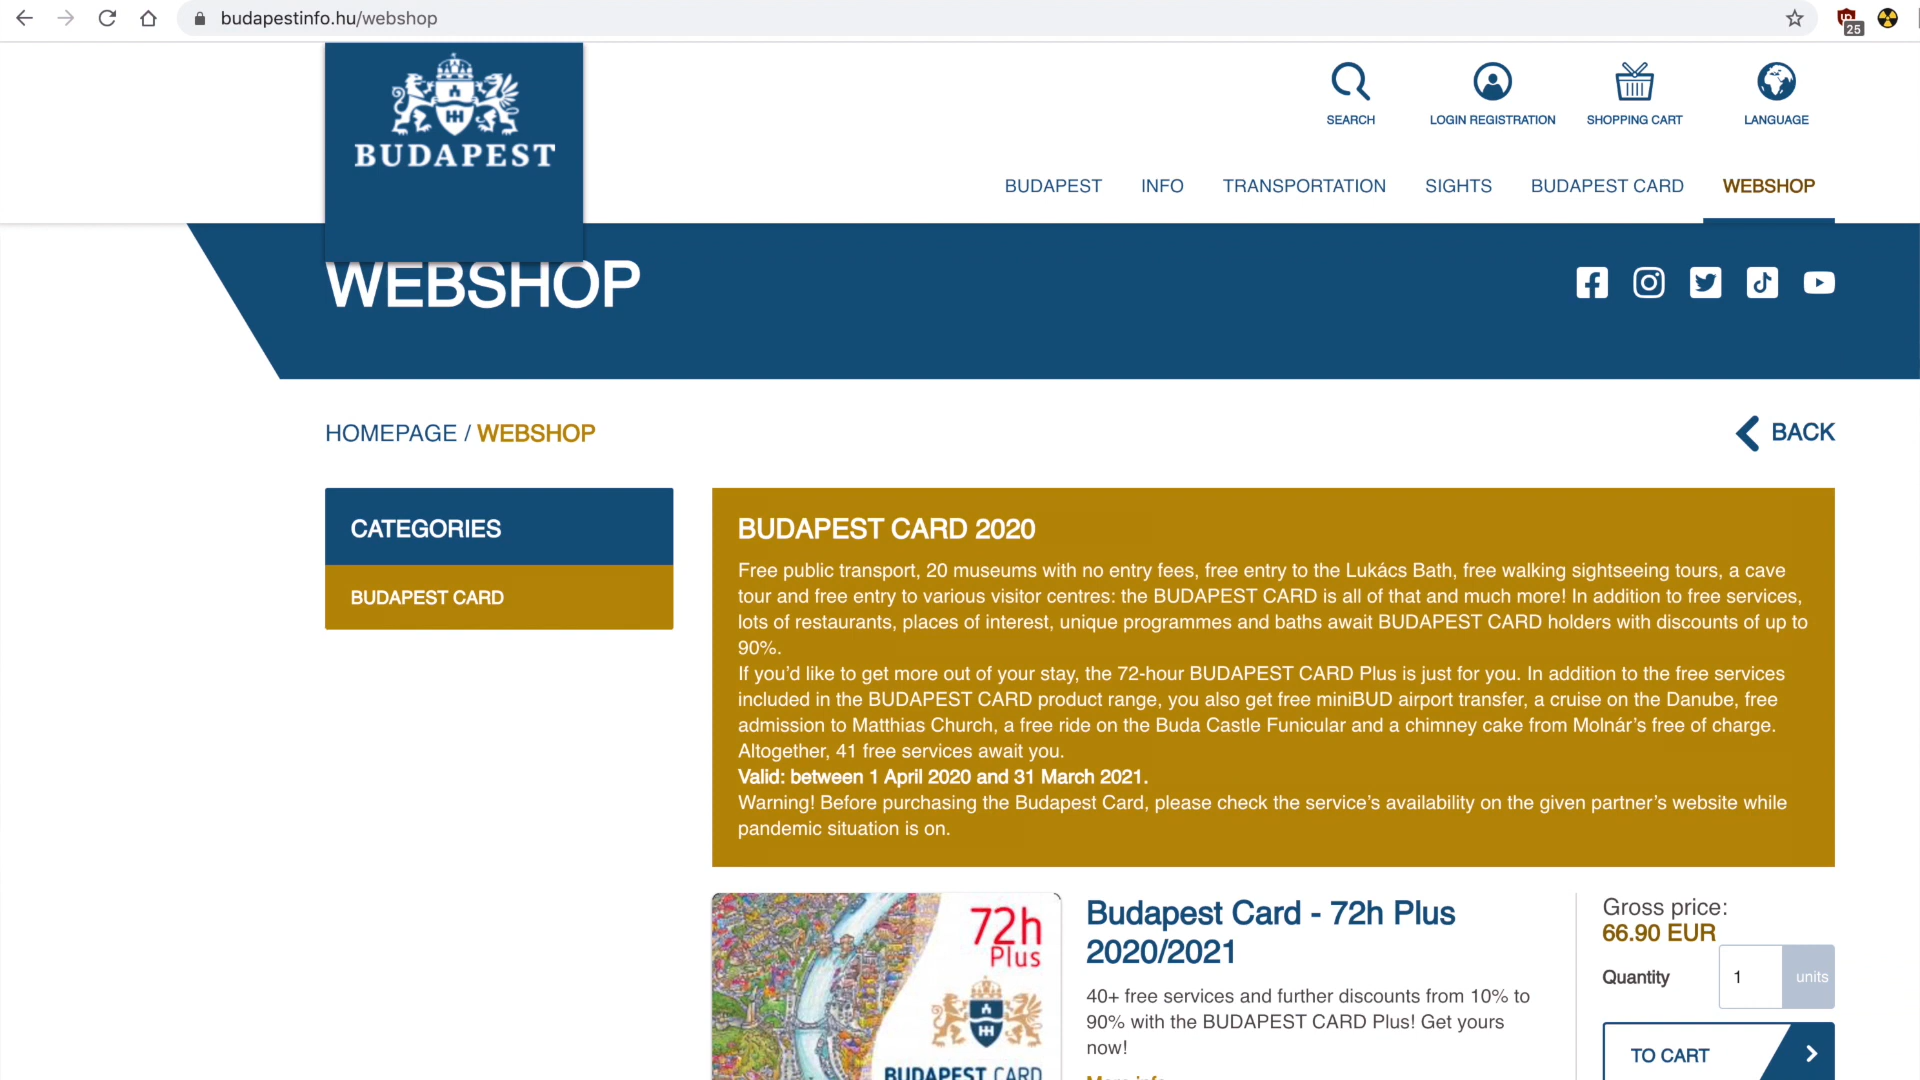 budapestinfo.hu/webshop
25
BUDAPEST
SEARCH
LOGIN REGISTRATION
SHOPPING CART
LANGUAGE
BUDAPEST
INFO
TRANSPORTATION
SIGHTS
BUDAPEST CARD
WEBSHOP
WEBSHOP
HOMEPAGE / WEBSHOP
BACK
CATEGORIES
BUDAPEST CARD
BUDAPEST CARD 2020
Free public transport, 20 museums with no entry fees, free entry to the Lukács Bath, free walking sightseeing tours, a cave
tour and free entry to various visitor centres: the BUDAPEST CARD is all of that and much more! In addition to free services,
lots of restaurants, places of interest, unique programmes and baths await BUDAPEST CARD holders with discounts of up to
90%.
If you’d like to get more out of your stay, the 72-hour BUDAPEST CARD Plus is just for you. In addition to the free services
included in the BUDAPEST CARD product range, you also get free miniBUD airport transfer, a cruise on the Danube, free
admission to Matthias Church, a free ride on the Buda Castle Funicular and a chimney cake from Molnár’s free of charge.
Altogether, 41 free services await you.
Valid: between 1 April 2020 and 31 March 2021.
Warning! Before purchasing the Budapest Card, please check the service’s availability on the given partner’s website while
pandemic situation is on.
72h
Plus
BUDAPEST CARD
Budapest Card - 72h Plus
2020/2021
40+ free services and further discounts from 10% to
90% with the BUDAPEST CARD Plus! Get yours
now!
More info
Gross price:
66.90 EUR
Quantity
1
units
TO CART